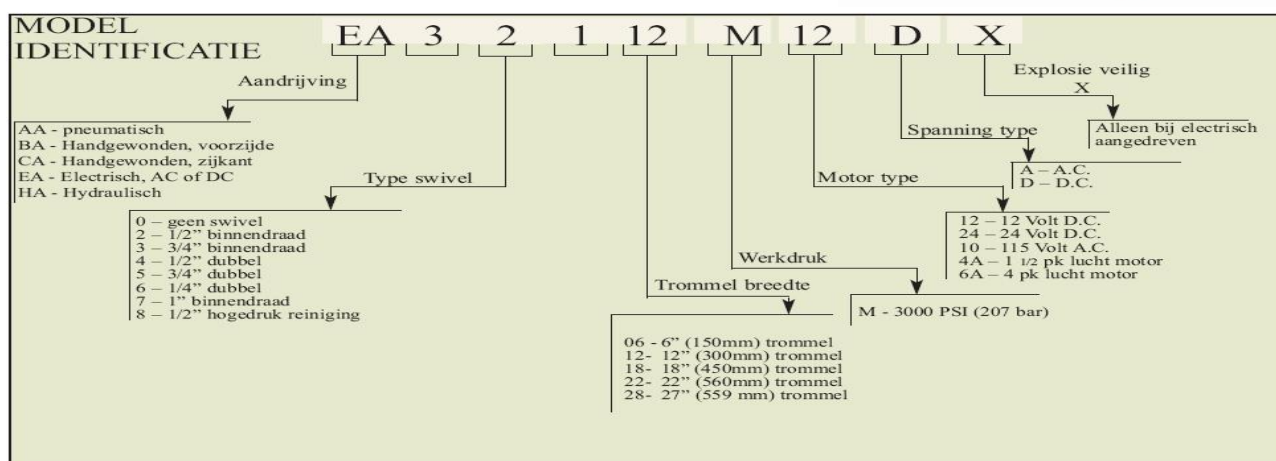 MODEL
IDENTIFICATIE
EA 3 2 1 12 M 12 D X
Aandrijving
AA - pneumatisch
BA - Handgewonden, voorzijde
CA - Handgewonden, zijkant
EA - Electrisch, AC of DC
HA - Hydraulisch
Type swivel
0 – geen swivel
2 – 1/2” binnendraad
3 – 3/4” binnendraad
4 – 1/2” dubbel
5 – 3/4” dubbel
6 – 1/4” dubbel
7 – 1” binnendraad
8 – 1/2” hogedruk reiniging
Trommel breedte
06 - 6” (150mm) trommel
12- 12” (300mm) trommel
18- 18” (450mm) trommel
22- 22” (560mm) trommel
28- 27” (559 mm) trommel
Werkdruk
M - 3000 PSI (207 bar)
Motor type
12 – 12 Volt D.C.
24 – 24 Volt D.C.
10 – 115 Volt A.C.
4A – 1 1/2 pk lucht motor
6A – 4 pk lucht motor
Spanning type
A – A.C.
D – D.C.
Explosie veilig
X
Alleen bij electrisch
aangedreven